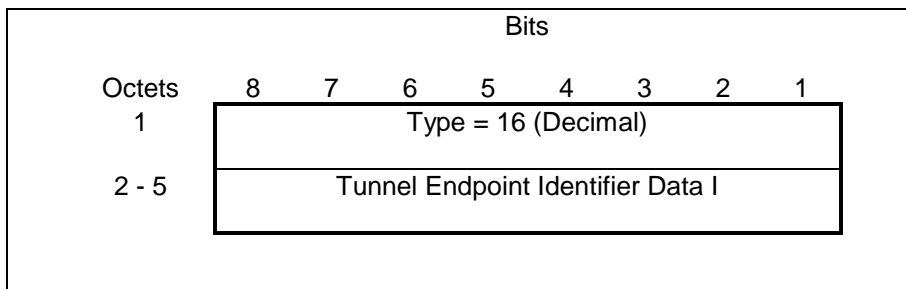 Bits
Octets 8 7 6 5 4 3 2 1
1 Type = 16 (Decimal)
2 - 5 Tunnel Endpoint Identifier Data I